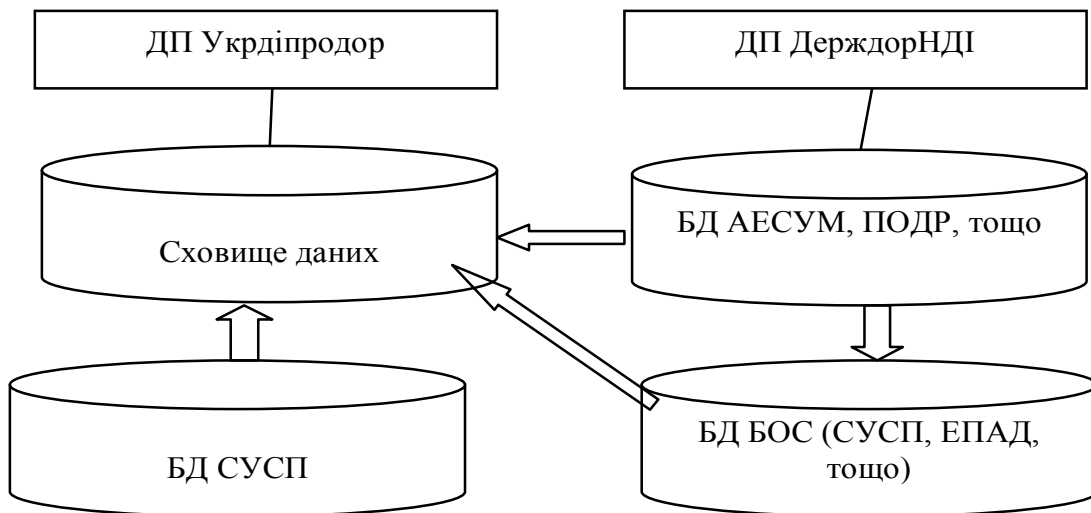 ДП Укрдіпродор
ДП ДерждорНДІ
Сховище даних
БД АЕСУМ, ПОДР, тощо
БД СУСП
БД БОС (СУСП, ЕПАД,
тощо)